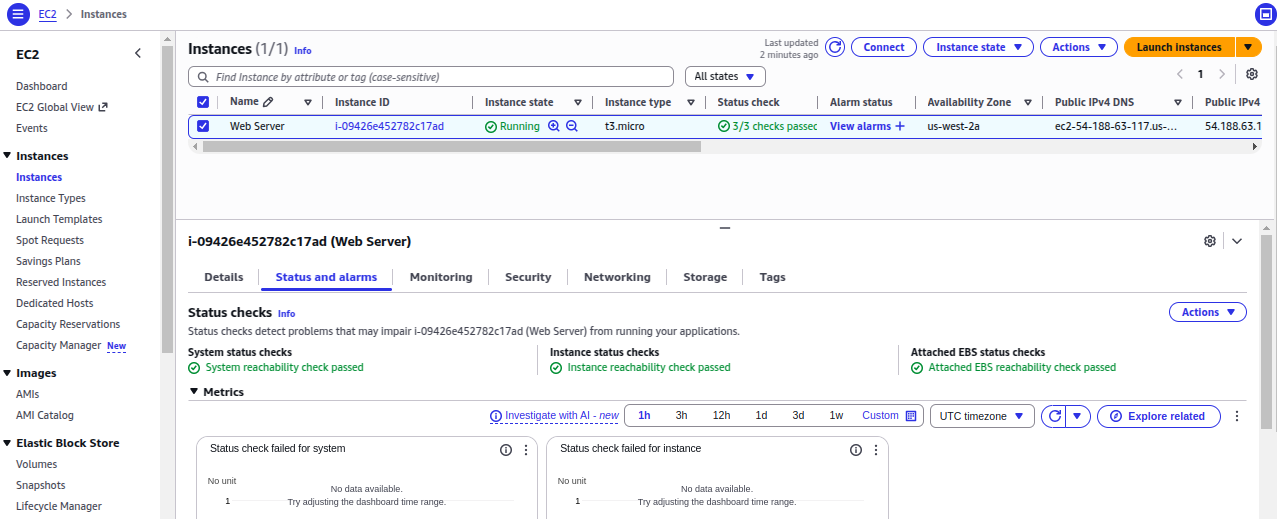 EC2 > Instances
EC2
Dashboard
EC2 Global View
Events
Instances
Instances
Instance Types
Launch Templates
Spot Requests
Savings Plans
Reserved Instances
Dedicated Hosts
Capacity Reservations
Capacity Manager New
Images
AMIs
AMI Catalog
Elastic Block Store
Volumes
Snapshots
Lifecycle Manager
Instances (1/1) Info
Last updated
2 minutes ago
Connect
Instance state
Actions
Launch instances
Find Instance by attribute or tag (case-sensitive)
All states
1
Name Instance ID Instance state Instance type Status check Alarm status Availability Zone Public IPv4 DNS Public IPv4
Web Server i-09426e452782c17ad Running t3.micro 3/3 checks passed View alarms + us-west-2a ec2-54-188-63-117.us-... 54.188.63.1
i-09426e452782c17ad (Web Server)
Details Status and alarms Monitoring Security Networking Storage Tags
Status checks Info
Actions
Status checks detect problems that may impair i-09426e452782c17ad (Web Server) from running your applications.
System status checks
System reachability check passed
Instance status checks
Instance reachability check passed
Attached EBS status checks
Attached EBS reachability check passed
Metrics
Investigate with AI - new 1h 3h 12h 1d 3d 1w Custom UTC timezone Explore related
Status check failed for system
No unit
No data available.
1
Try adjusting the dashboard time range.
Status check failed for instance
No unit
No data available.
1
Try adjusting the dashboard time range.